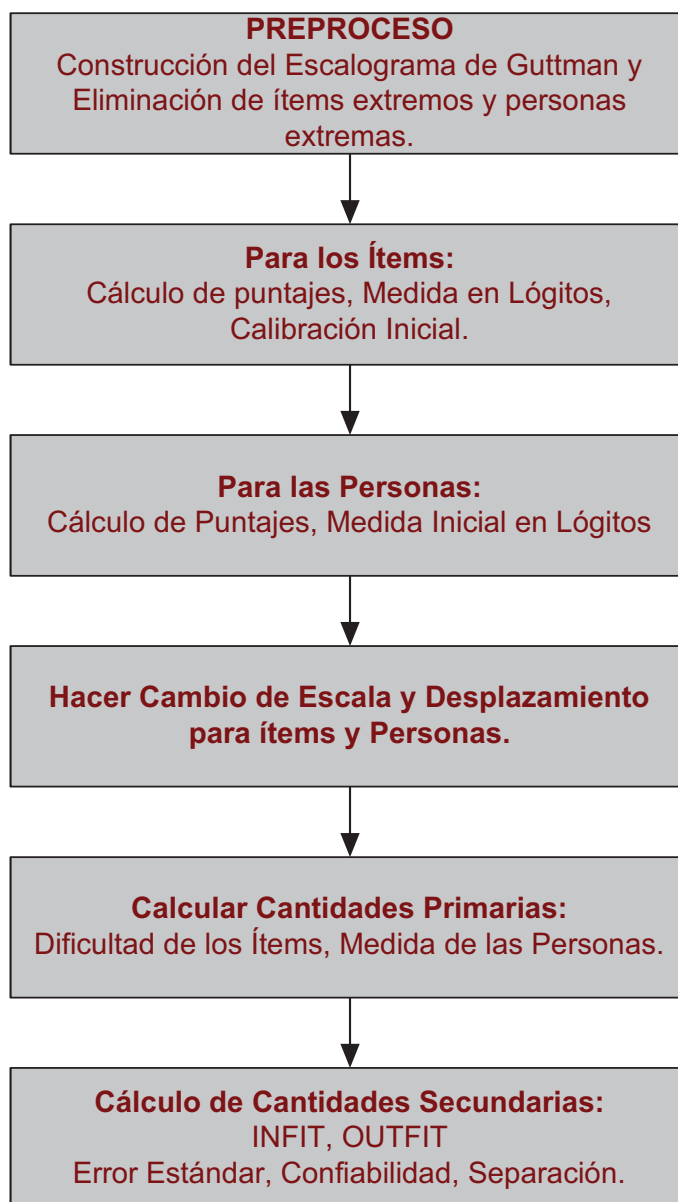 PREPROCESO
Construcción del Escalograma de Guttman y
Eliminación de ítems extremos y personas
extremas.
Para los Ítems:
Cálculo de puntajes, Medida en Lógitos,
Calibración Inicial.
Para las Personas:
Cálculo de Puntajes, Medida Inicial en Lógitos
Hacer Cambio de Escala y Desplazamiento
para ítems y Personas.
Calcular Cantidades Primarias:
Dificultad de los Ítems, Medida de las Personas.
Cálculo de Cantidades Secundarias:
INFIT, OUTFIT
Error Estándar, Confiabilidad, Separación.